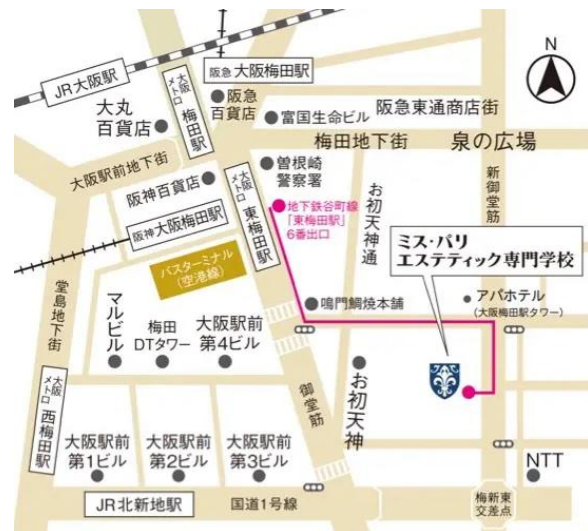 JR大阪駅
大阪メトロ
梅田駅
阪急 大阪梅田駅
N
大丸
百貨店
阪急
百貨店
富国生命ビル
阪急東通商店街
梅田地下街
泉の広場
大阪駅前地下街
曽根崎
警察署
阪神百貨店
大阪メトロ
東梅田駅
地下鉄谷町線
「東梅田駅」
6番出口
お初天神通
新御堂筋
阪神 大阪梅田駅
バスターミナル
(空港線)
ミス・パリ
エステティック専門学校
堂島地下街
マルビル
梅田
DTタワー
大阪駅前
第4ビル
鳴門鯛焼本舗
アパホテル
(大阪梅田駅タワー)
大阪メトロ
西梅田駅
御堂筋
お初天神
大阪駅前
第1ビル
大阪駅前
第2ビル
大阪駅前
第3ビル
NTT
JR北新地駅
国道1号線
梅新東
交差点